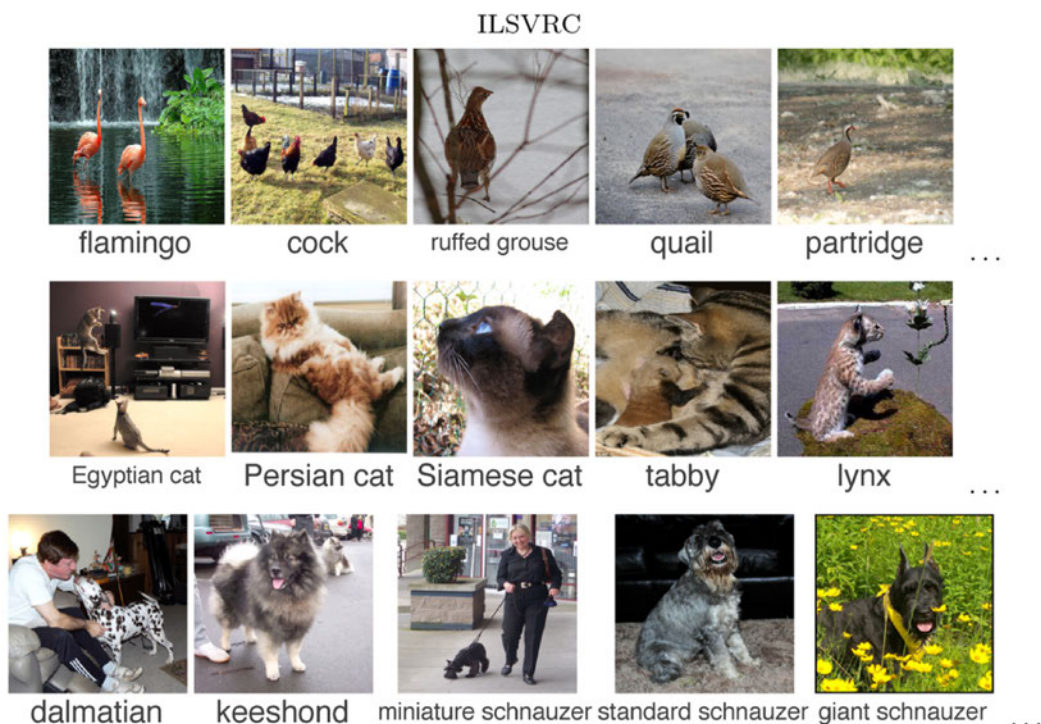 ILSVRC
flamingo cock ruffed grouse quail partridge ...
Egyptian cat Persian cat Siamese cat tabby lynx ...
dalmatian keeshond miniature schnauzer standard schnauzer giant schnauzer ...